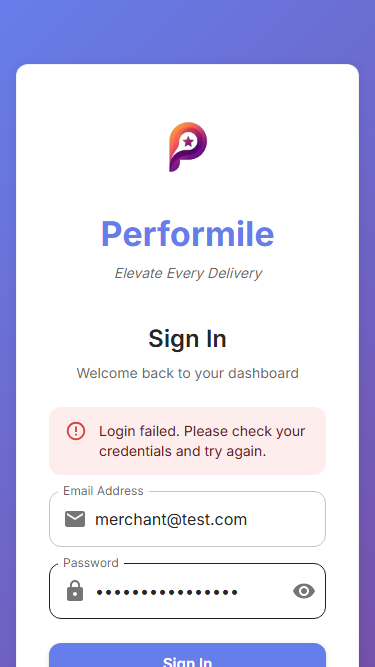 Performile
Elevate Every Delivery
Sign In
Welcome back to your dashboard
Login failed. Please check your
credentials and try again.
Email Address
merchant@test.com
Password
•••••••••••••••
Sign In